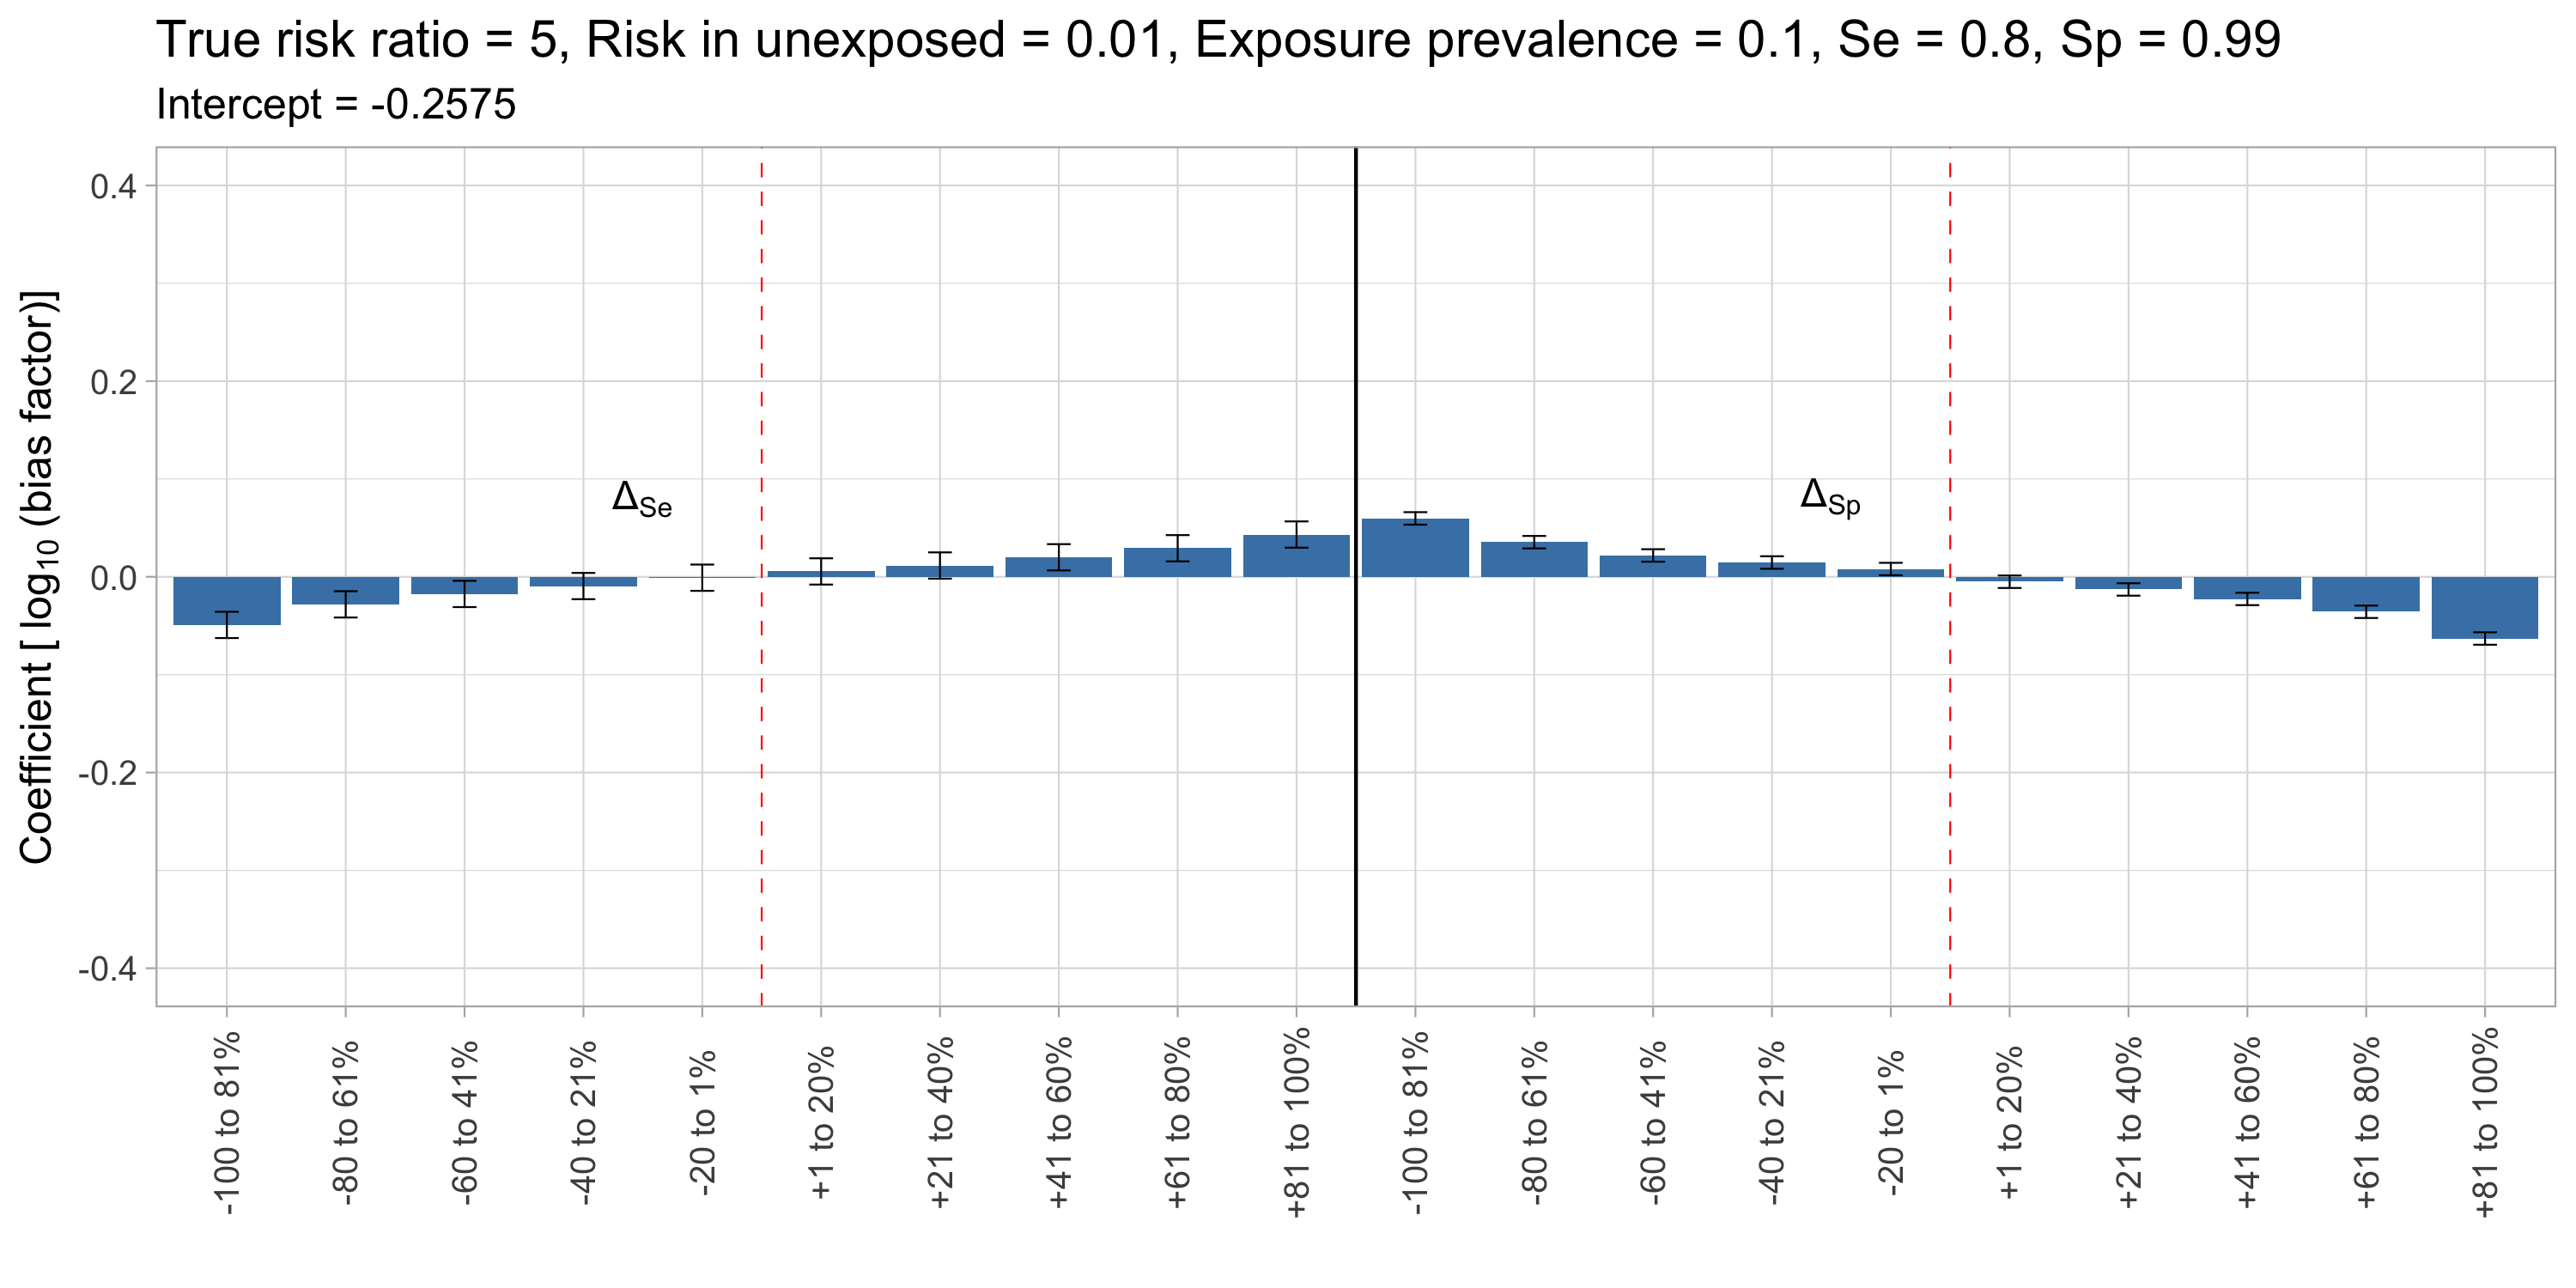 True risk ratio = 5, Risk in unexposed = 0.01, Exposure prevalence = 0.1, Se = 0.8, Sp = 0.99
Intercept = -0.2575
Coefficient [ log10 (bias factor)]
0.4
0.2
0.0
-0.2
-0.4
ΔSe
ΔSp
-100 to 81%
-80 to 61%
-60 to 41%
-40 to 21%
-20 to 1%
+1 to 20%
+21 to 40%
+41 to 60%
+61 to 80%
+81 to 100%
-100 to 81%
-80 to 61%
-60 to 41%
-40 to 21%
-20 to 1%
+1 to 20%
+21 to 40%
+41 to 60%
+61 to 80%
+81 to 100%